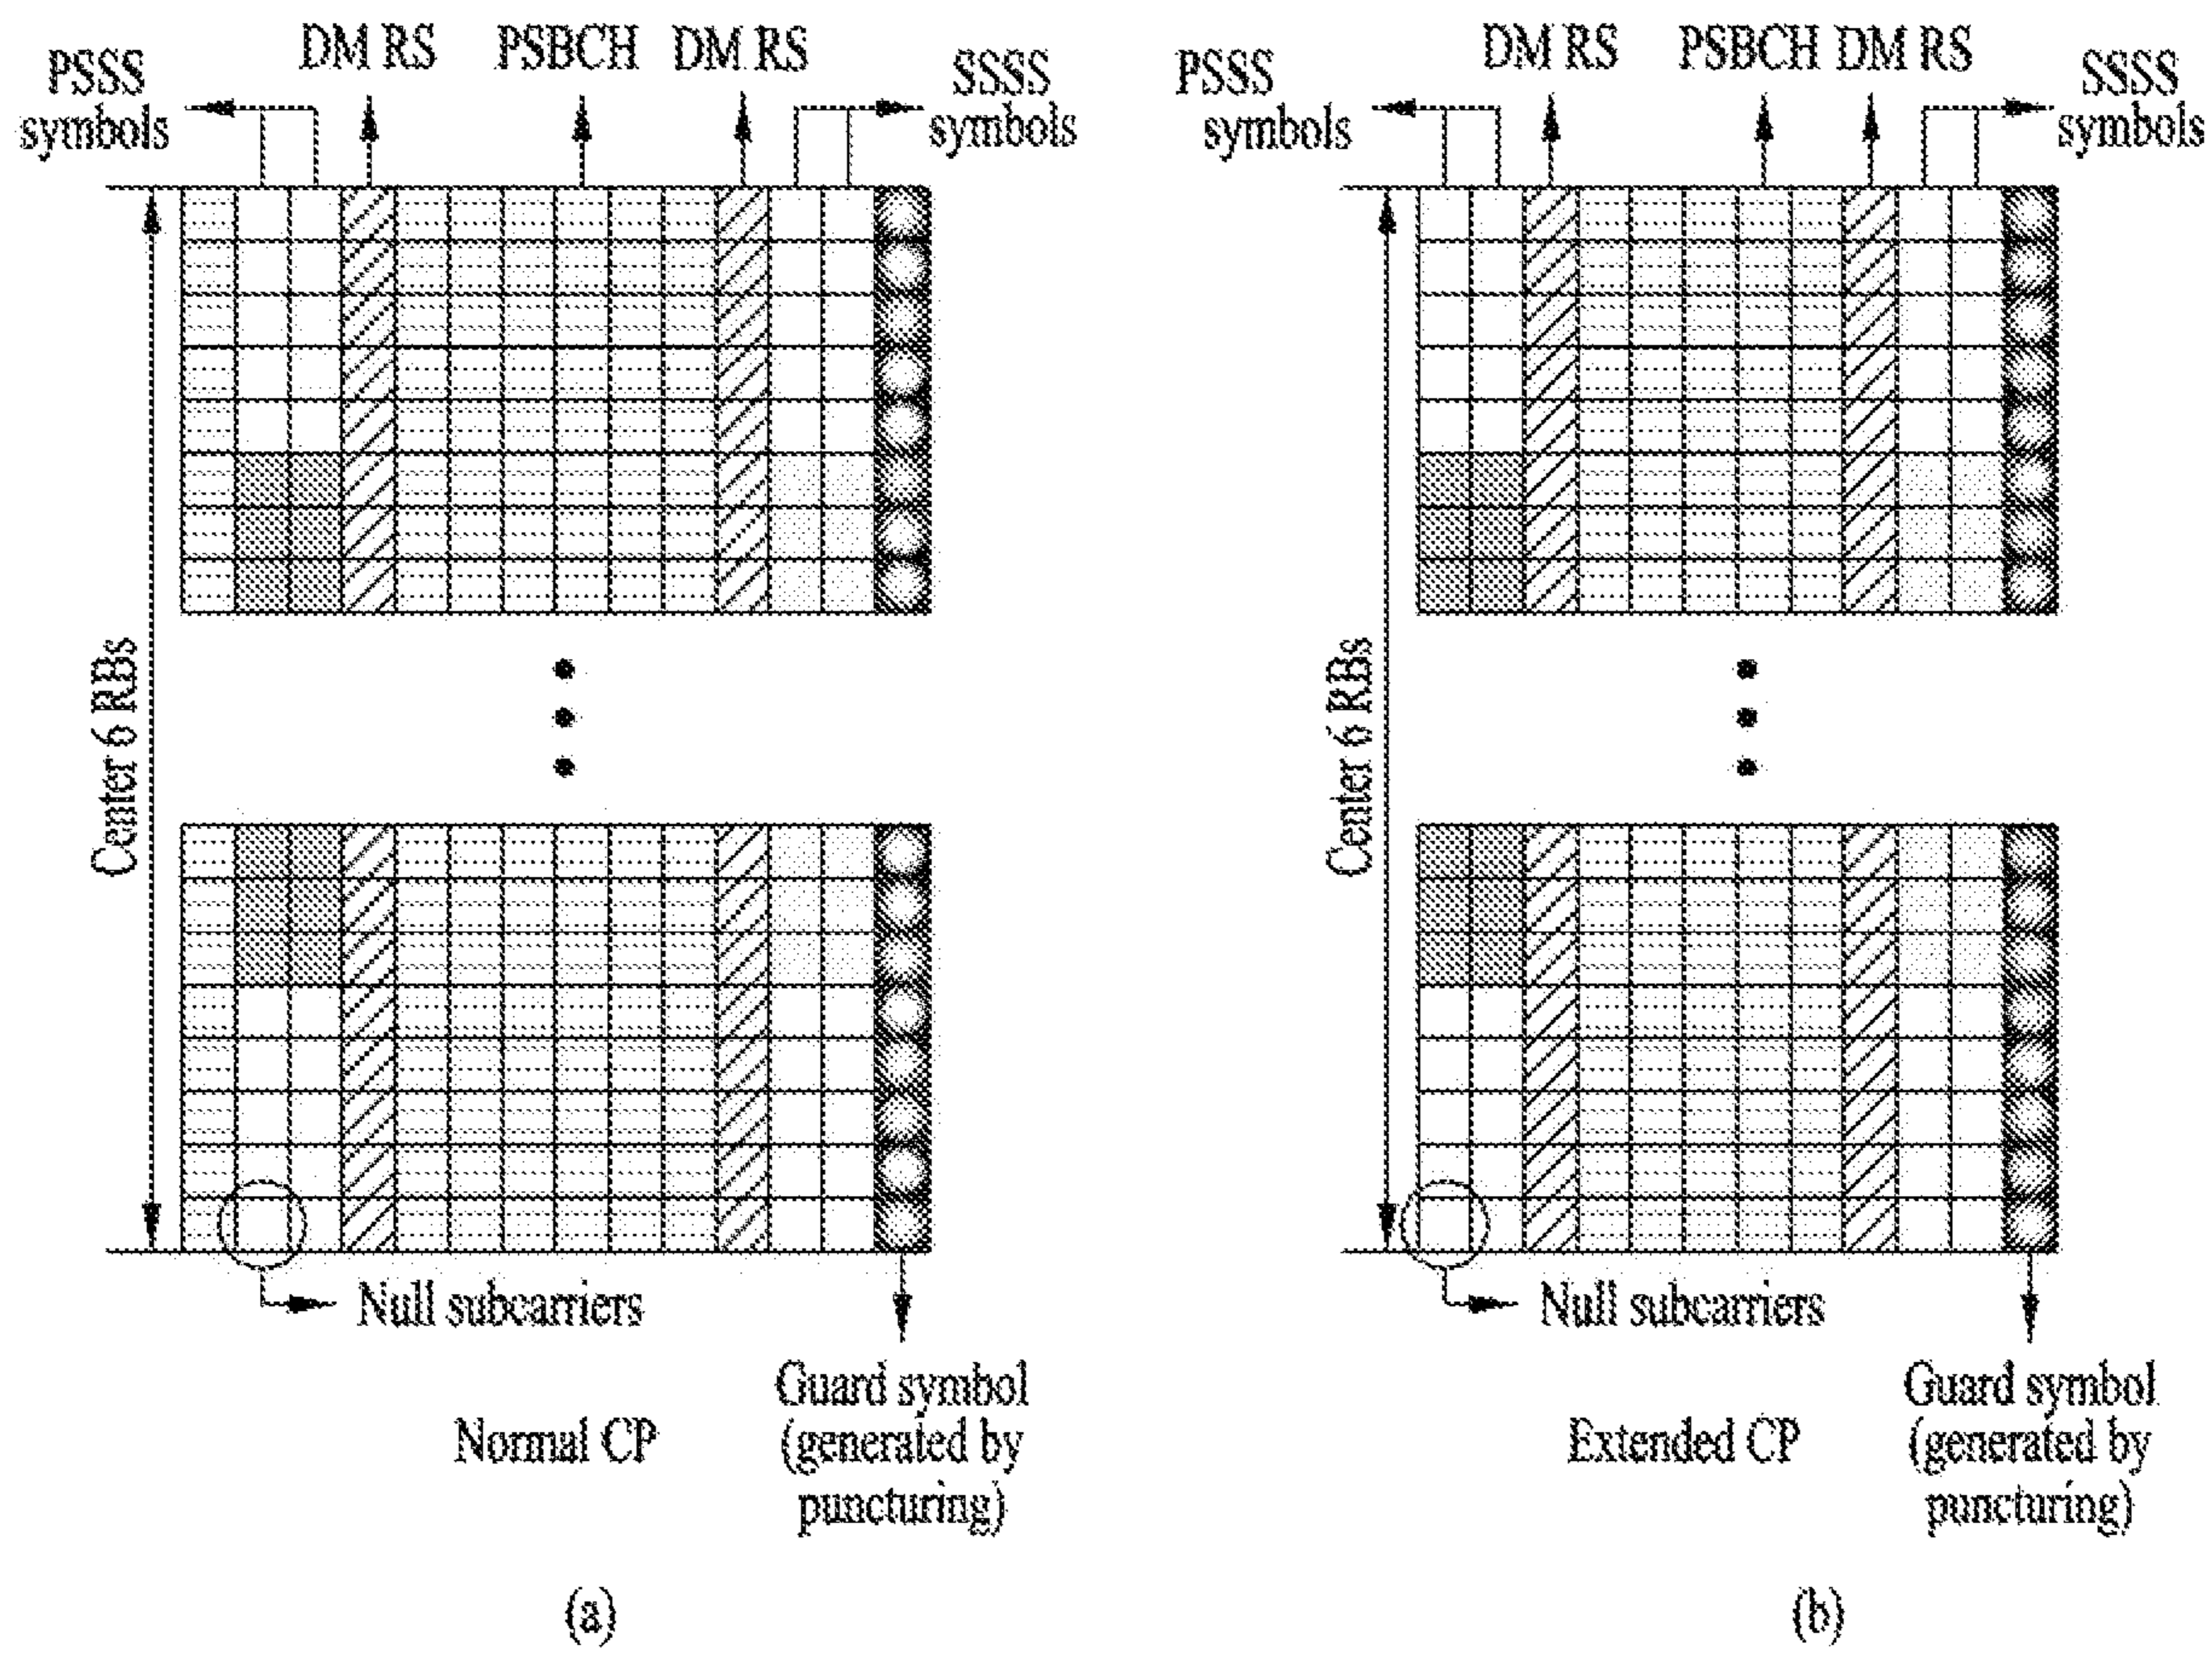 PSSS
symbols
DM RS
PSBCH
DM RS
SSSS
symbols
Center 6 RBs
Null subcarriers
Guard symbol
(generated by
puncturing)
Normal CP
(a)
PSSS
symbols
DM RS
PSBCH
DM RS
SSSS
symbols
Center 6 RBs
Null subcarriers
Guard symbol
(generated by
puncturing)
Extended CP
(b)